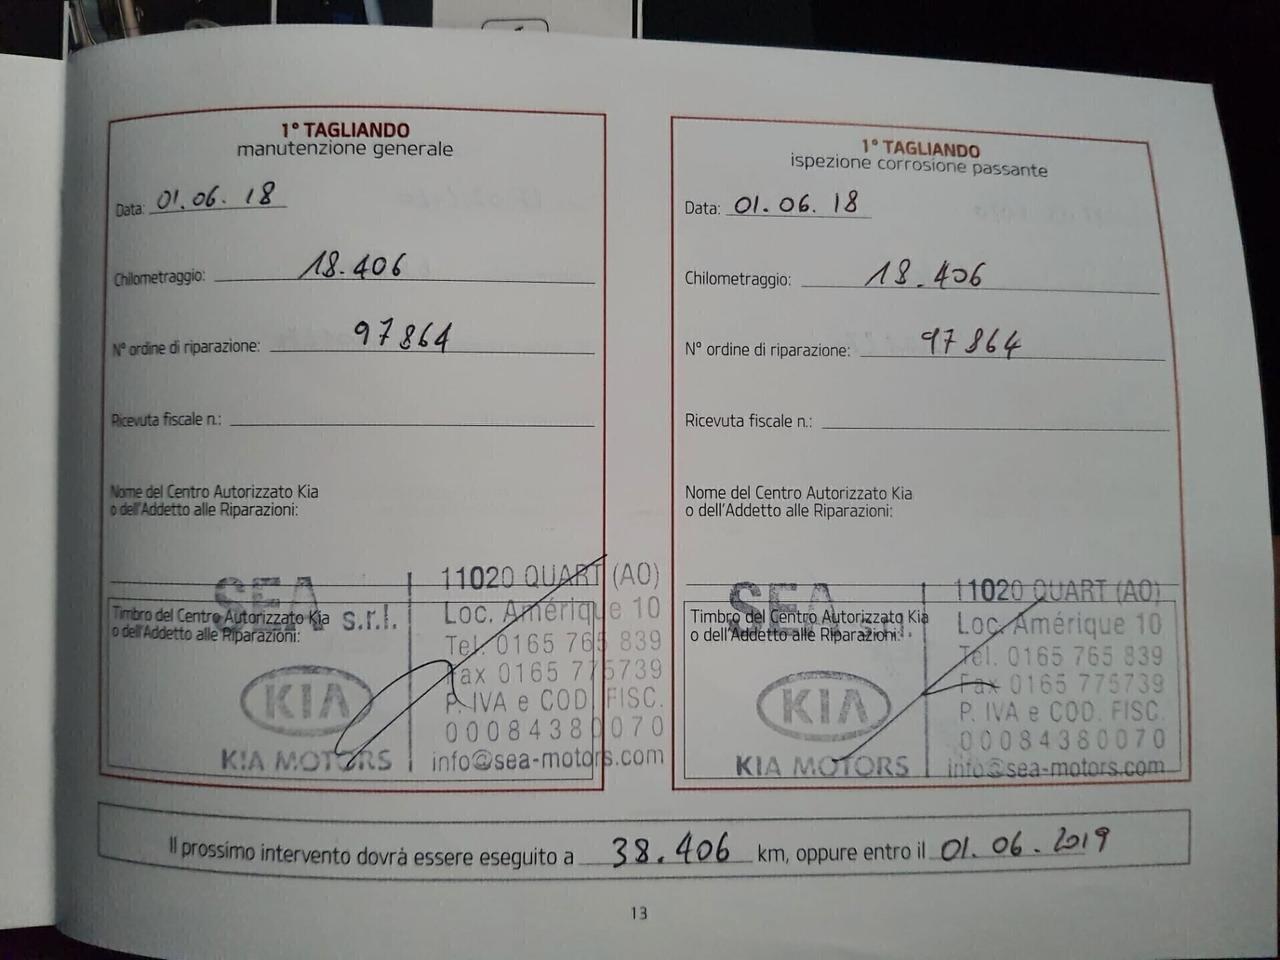 1° TAGLIANDO
manutenzione generale
Data: 01.06.18
Chilometraggio: 18.406
N° ordine di riparazione: 97864
Ricevuta fiscale n.:
Nome del Centro Autorizzato Kia
o dell'Addetto alle Riparazioni:
Timbro del Centro Autorizzato Kia
o dell'Addetto alle Riparazioni:
SEA s.r.l.
KIA
KIA MOTORS
11020 QUART (AO)
Loc. Amérique 10
Tel. 0165 765 839
Fax 0165 775739
P. IVA e COD. FISC.
00084380070
info@sea-motors.com
1° TAGLIANDO
ispezione corrosione passante
Data: 01.06.18
Chilometraggio: 18.406
N° ordine di riparazione: 97864
Ricevuta fiscale n.:
Nome del Centro Autorizzato Kia
o dell'Addetto alle Riparazioni:
Timbro del Centro Autorizzato Kia
o dell'Addetto alle Riparazioni:
SEA s.r.l.
KIA
KIA MOTORS
11020 QUART (AO)
Loc. Amérique 10
Tel. 0165 765 839
Fax 0165 775739
P. IVA e COD. FISC.
00084380070
info@sea-motors.com
Il prossimo intervento dovrà essere eseguito a 38.406 km, oppure entro il 01.06.2019
13